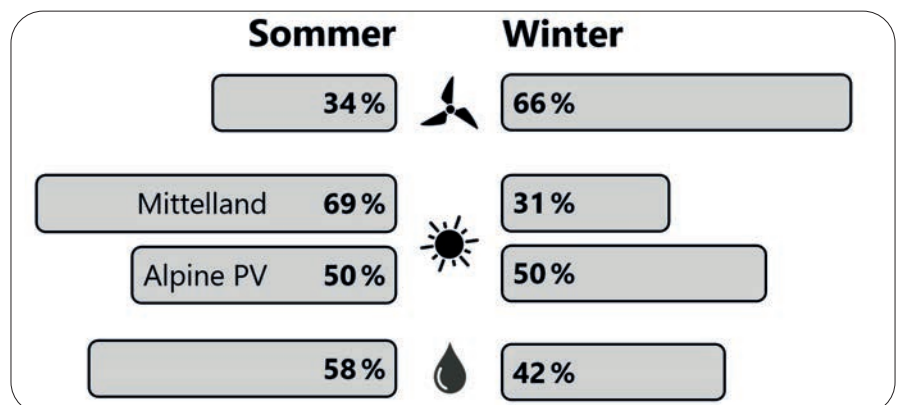 Sommer Winter
34 % 66 %
Mittelland 69 % 31 %
Alpine PV 50 % 50 %
58 % 42 %